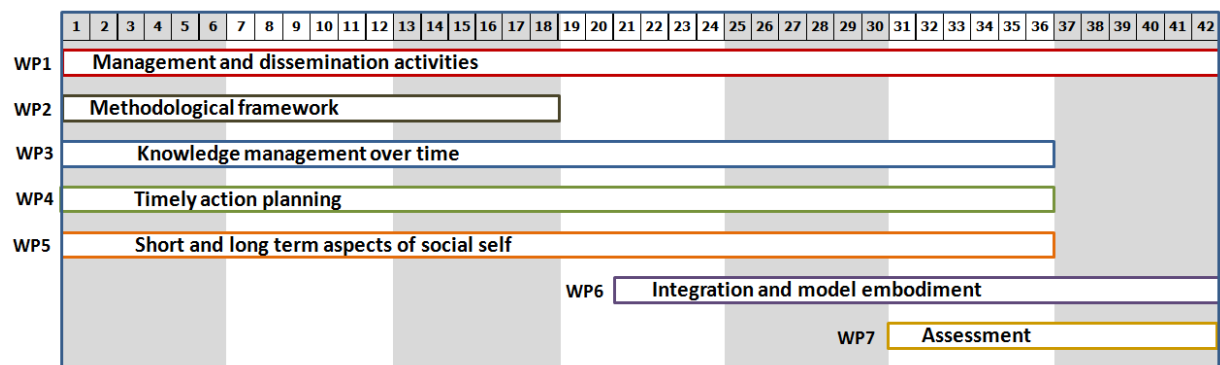 1 2 3 4 5 6 7 8 9 10 11 12 13 14 15 16 17 18 19 20 21 22 23 24 25 26 27 28 29 30 31 32 33 34 35 36 37 38 39 40 41 42
WP1 Management and dissemination activities
WP2 Methodological framework
WP3 Knowledge management over time
WP4 Timely action planning
WP5 Short and long term aspects of social self
WP6 Integration and model embodiment
WP7 Assessment